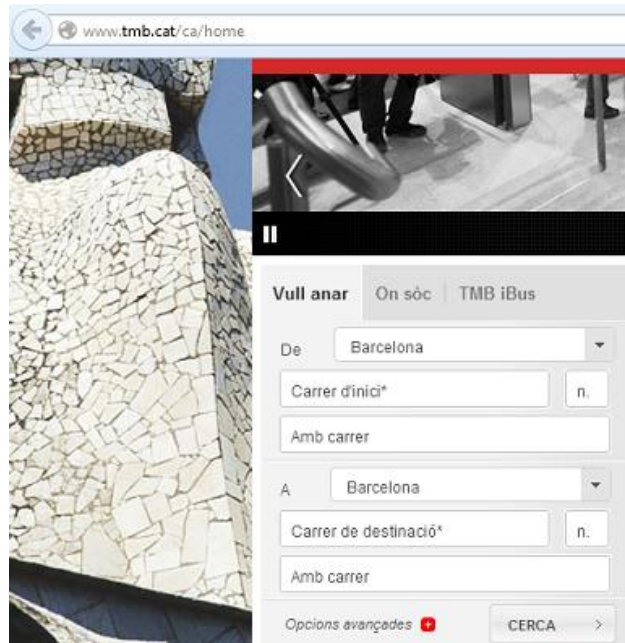 www.tmb.cat/ca/home
Vull anar On sóc TMB iBus
De Barcelona
Carrer d'inici* n.
Amb carrer
A Barcelona
Carrer de destinació* n.
Amb carrer
Opcions avançades CERCA